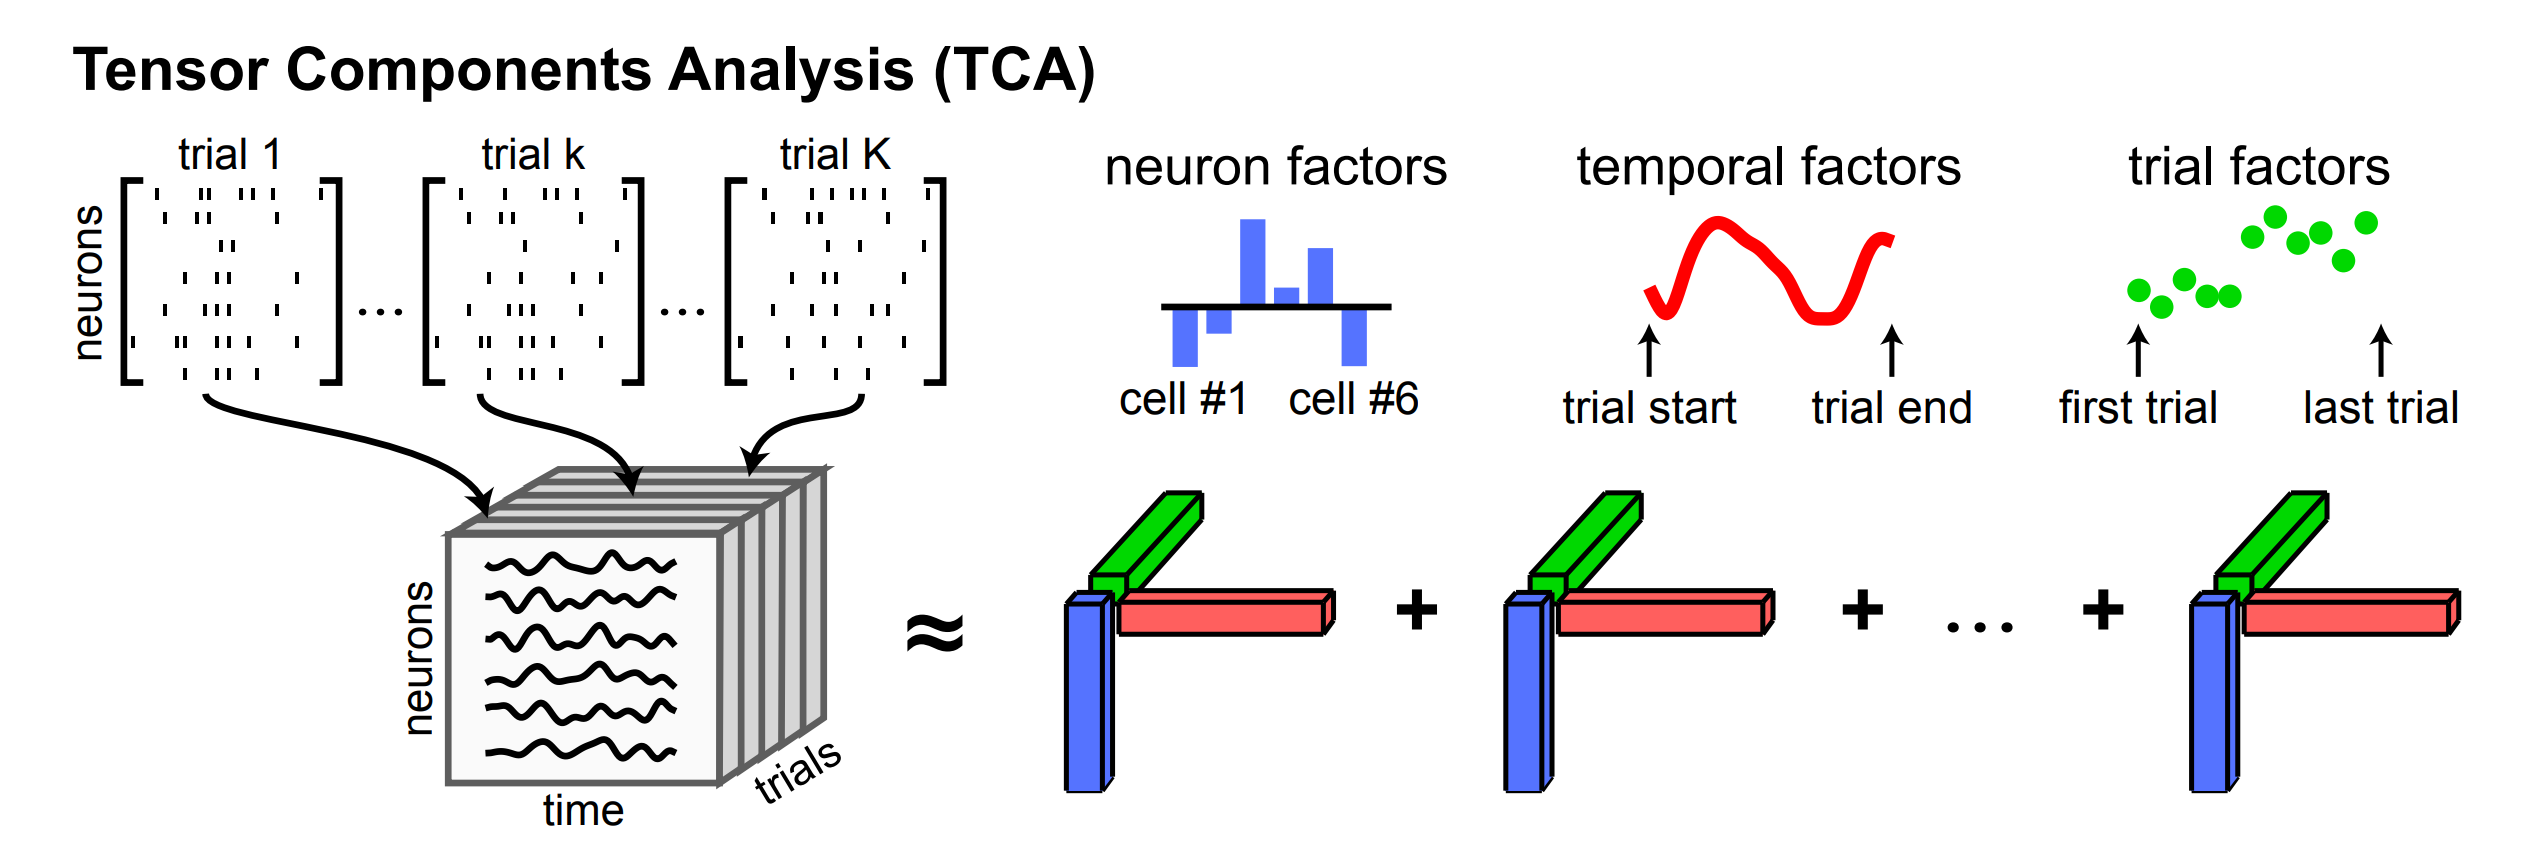 Tensor Components Analysis (TCA)
trial 1
trial k
trial K
neurons
...
...
neuron factors
cell #1
cell #6
temporal factors
trial start
trial end
trial factors
first trial
last trial
neurons
time
trials
≈
+
+
...
+